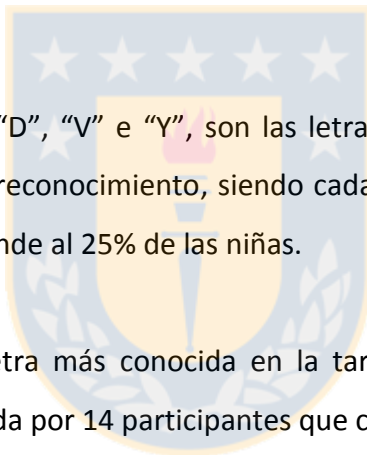 “D”, “V” e “Y”, son las letra
reconocimiento, siendo cada
nde al 25% de las niñas.
tra más conocida en la tar
da por 14 participantes que c